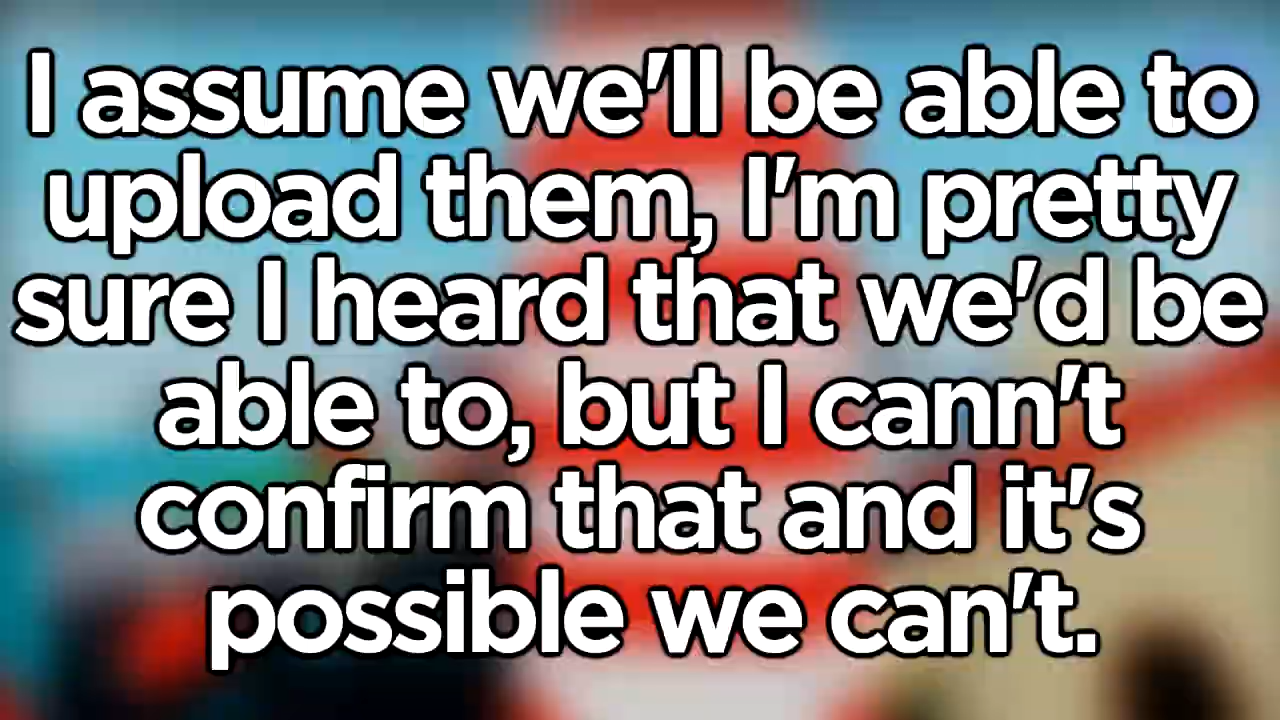 I assume we'll be able to
upload them, I'm pretty
sure I heard that we'd be
able to, but I cann't
confirm that and it's
possible we can't.